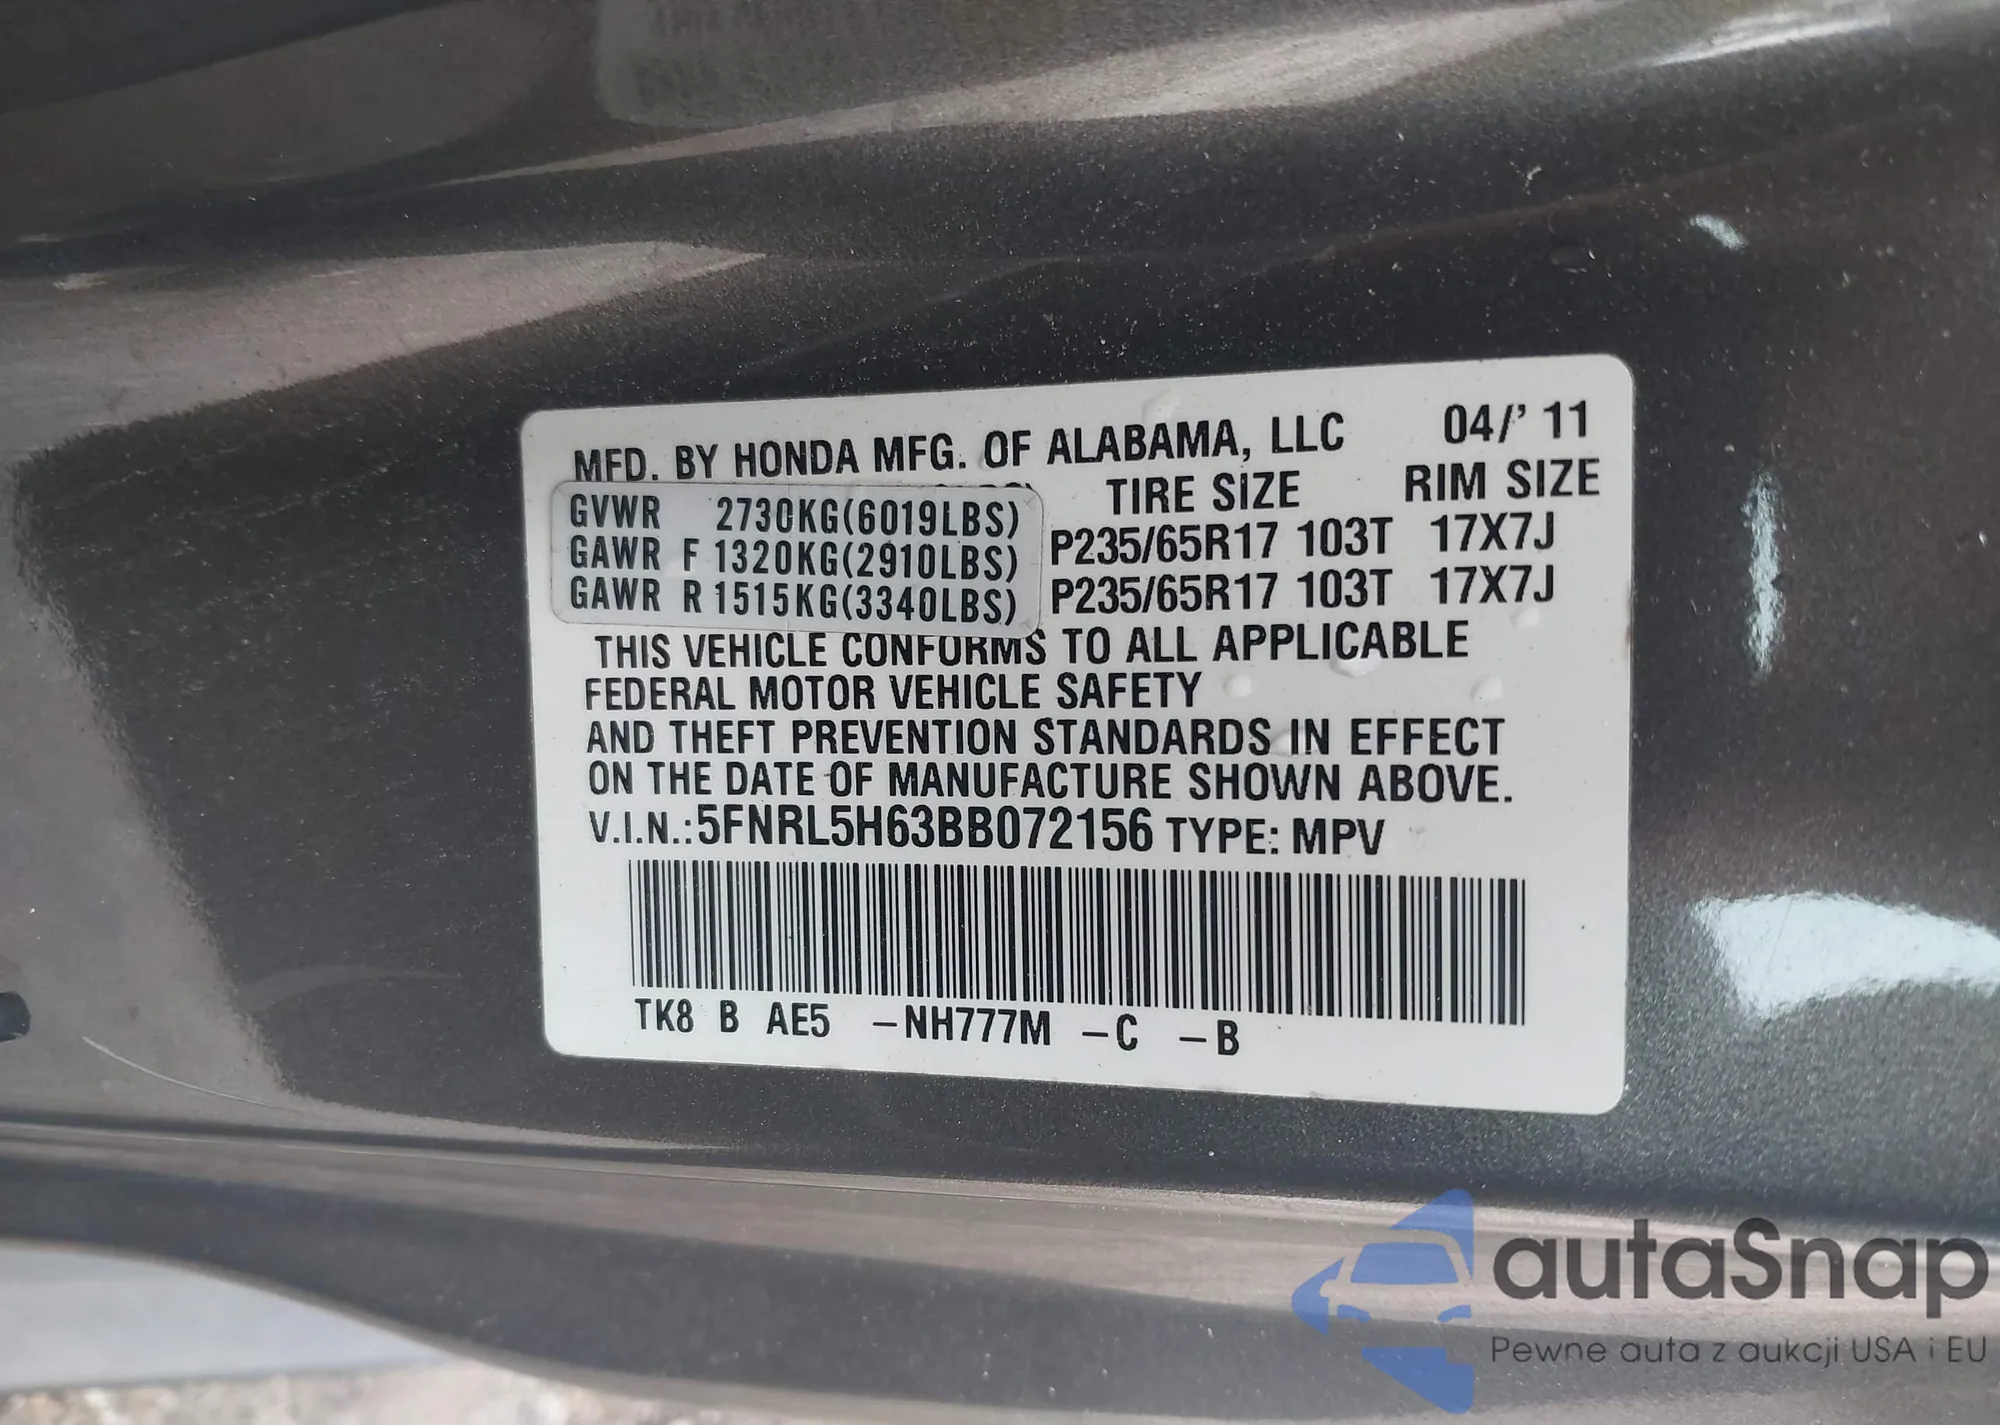 MFD. BY HONDA MFG. OF ALABAMA, LLC 04/' 11
TIRE SIZE RIM SIZE
GVWR 2730KG(6019LBS)
GAWR F 1320KG(2910LBS) P235/65R17 103T 17X7J
GAWR R 1515KG(3340LBS) P235/65R17 103T 17X7J
THIS VEHICLE CONFORMS TO ALL APPLICABLE
FEDERAL MOTOR VEHICLE SAFETY
AND THEFT PREVENTION STANDARDS IN EFFECT
ON THE DATE OF MANUFACTURE SHOWN ABOVE.
V.I.N.:5FNRL5H63BB072156 TYPE: MPV
TK8 B AE5 -NH777M -C -B
autaSnap
Pewne auta z aukcji USA i EU